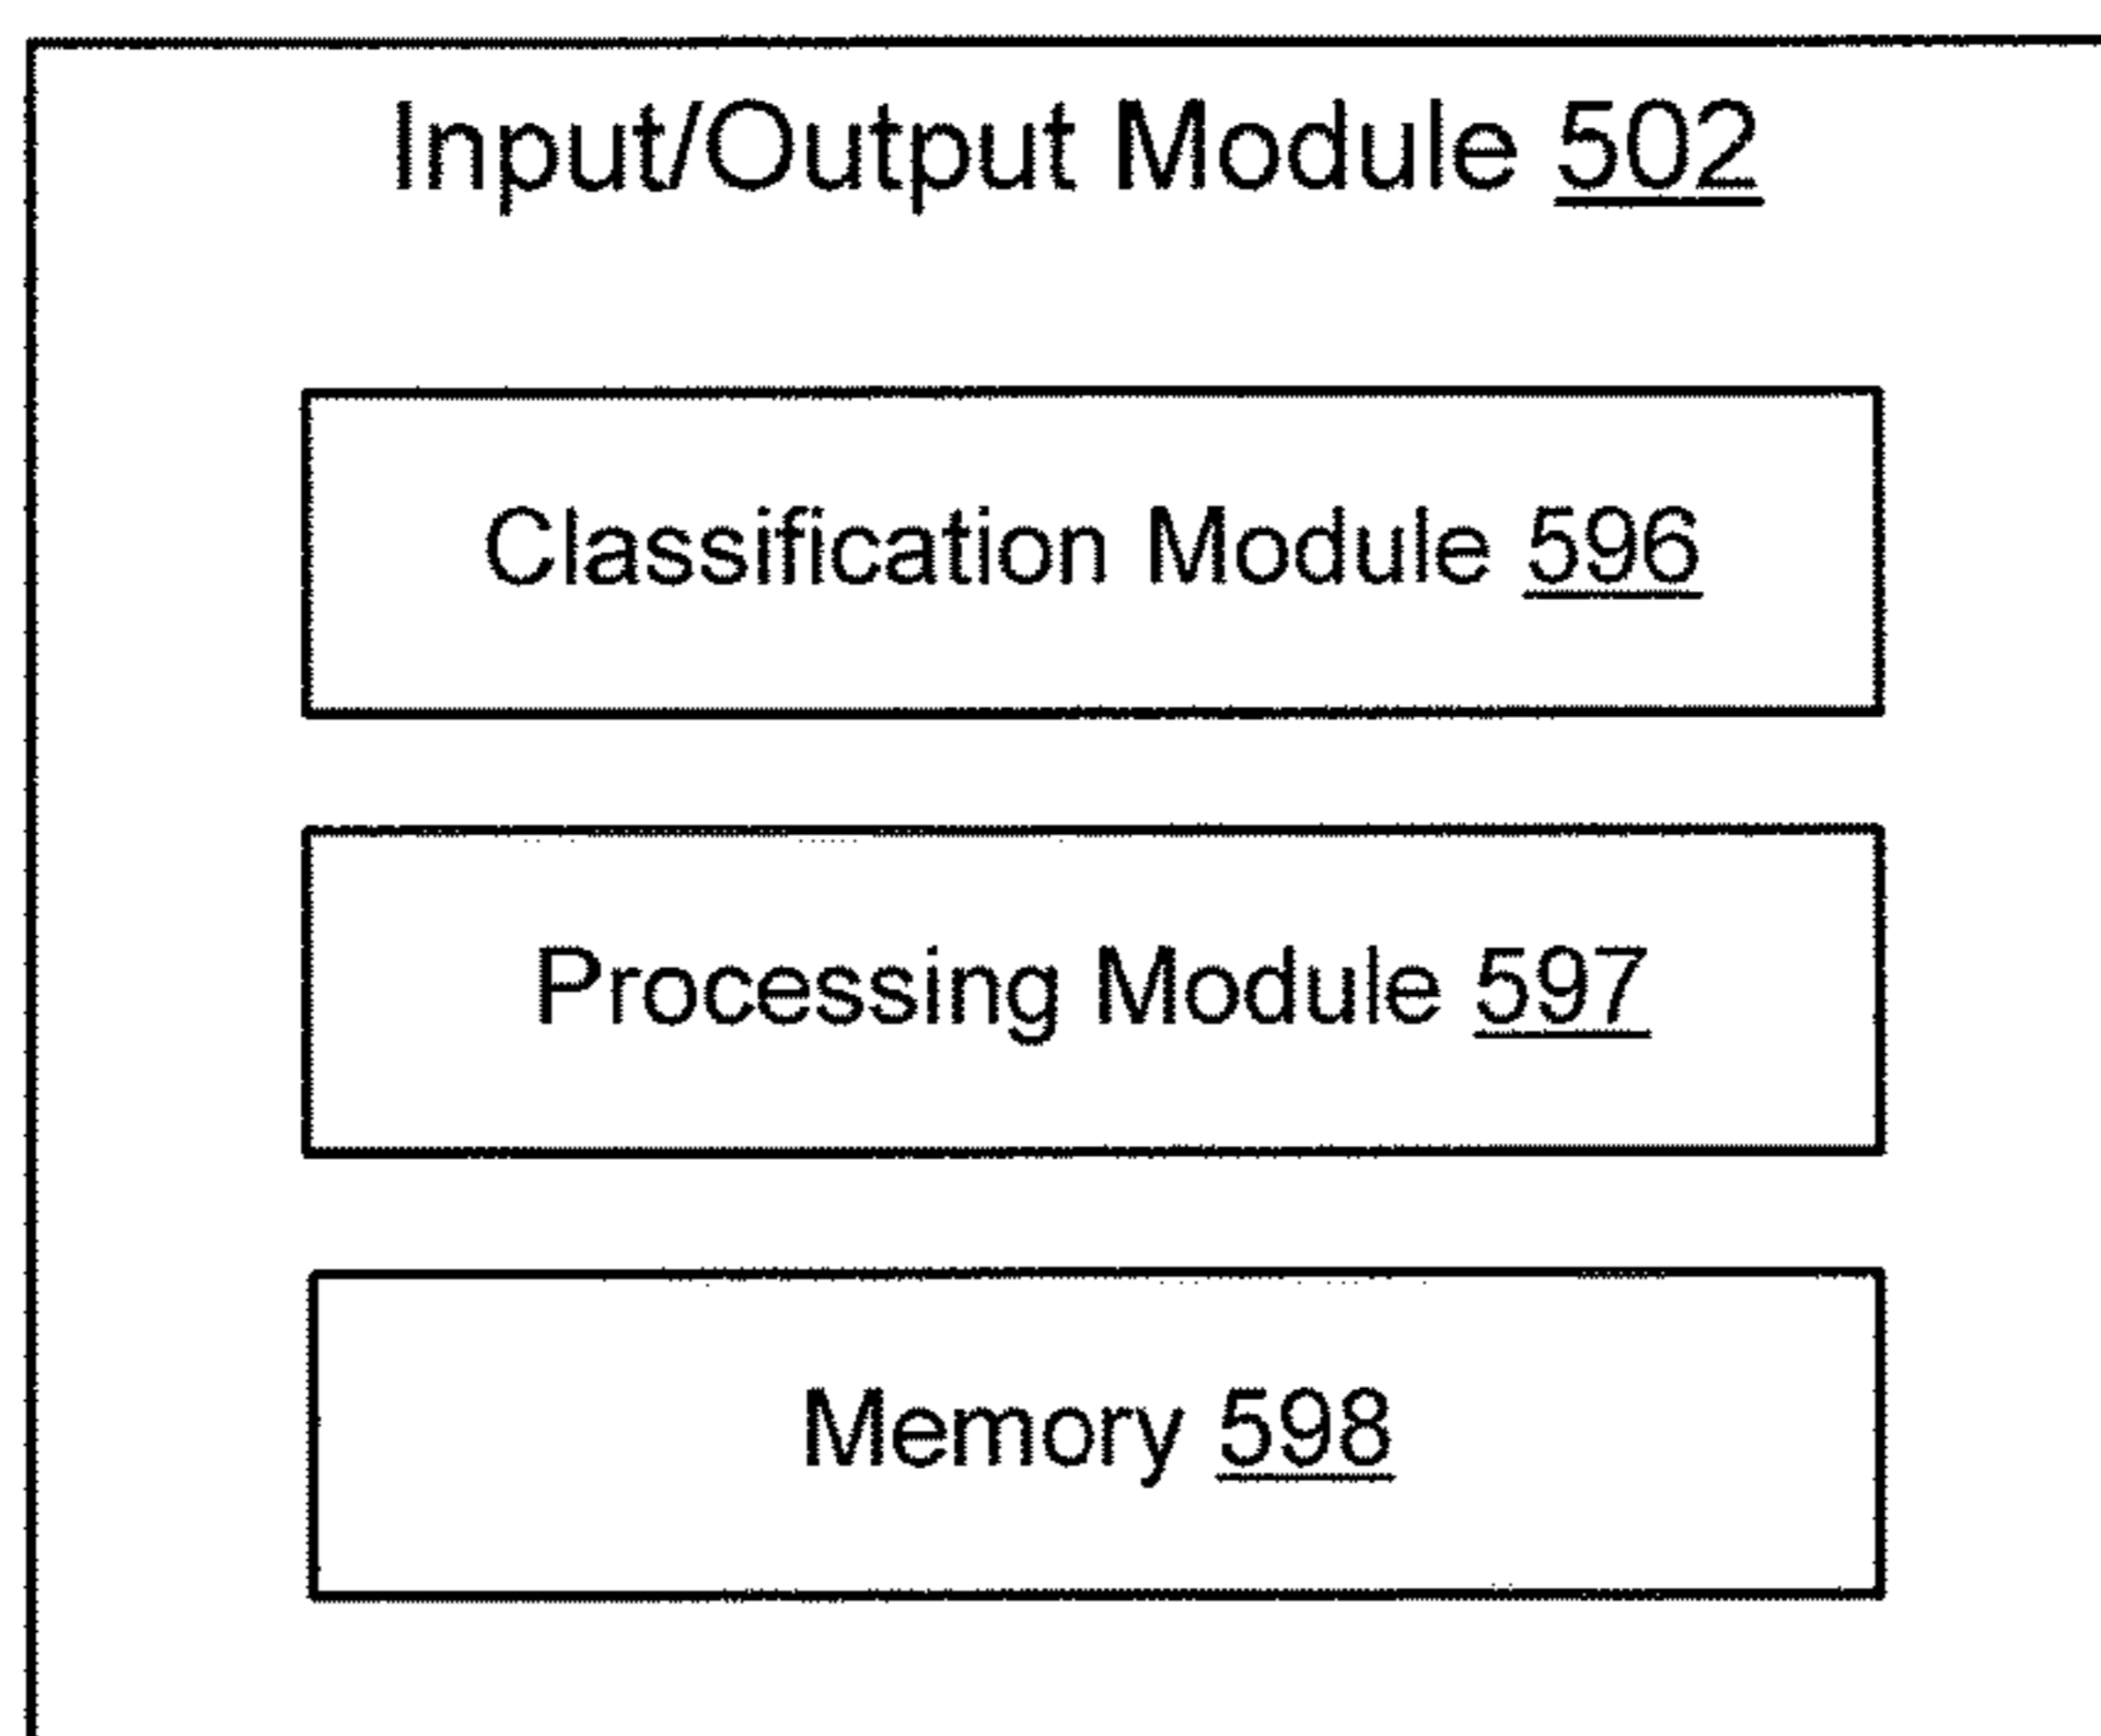 Input/Output Module 502
Classification Module 596
Processing Module 597
Memory 598